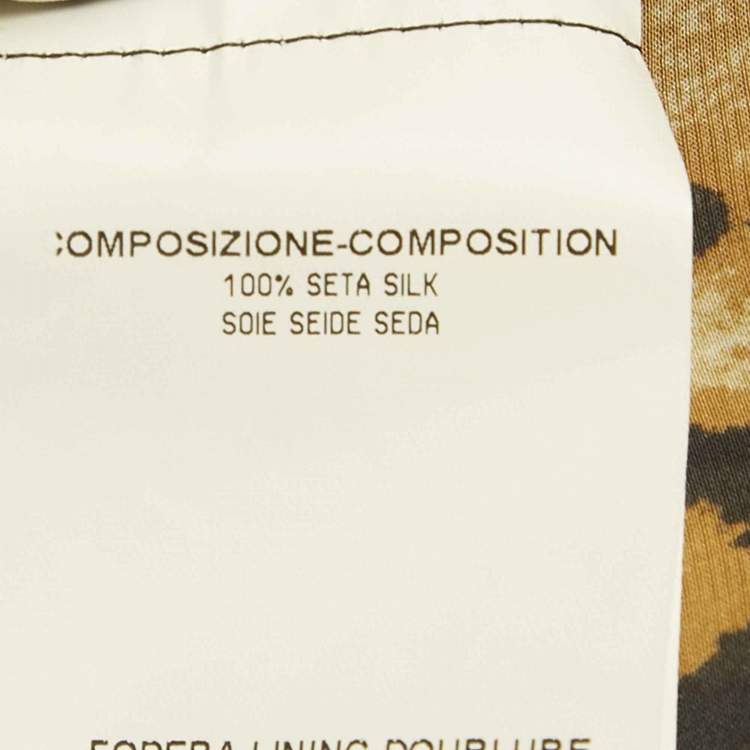 COMPOSIZIONE-COMPOSITION
100% SETA SILK
SOIE SEIDE SEDA
FODERA-LINING-DOUBLURE